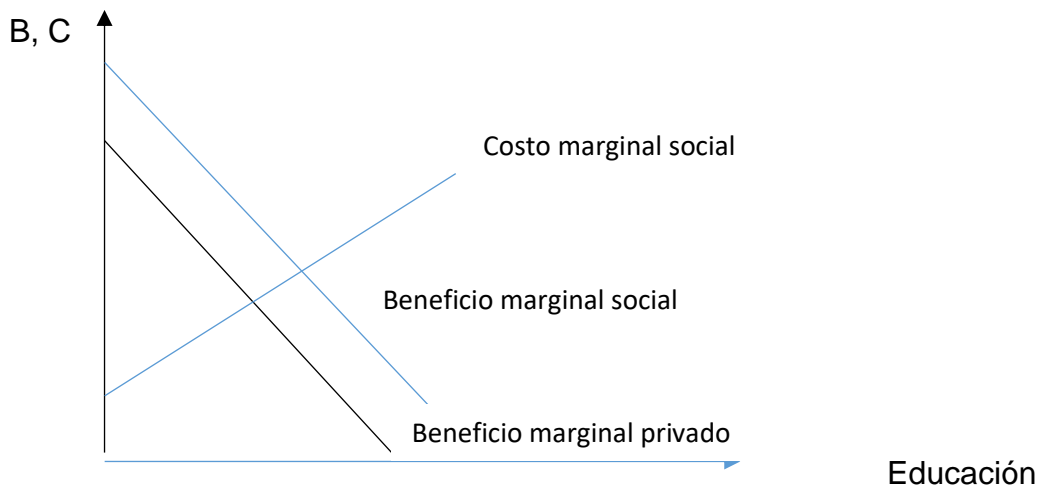 B, C
Costo marginal social
Beneficio marginal social
Beneficio marginal privado
Educación